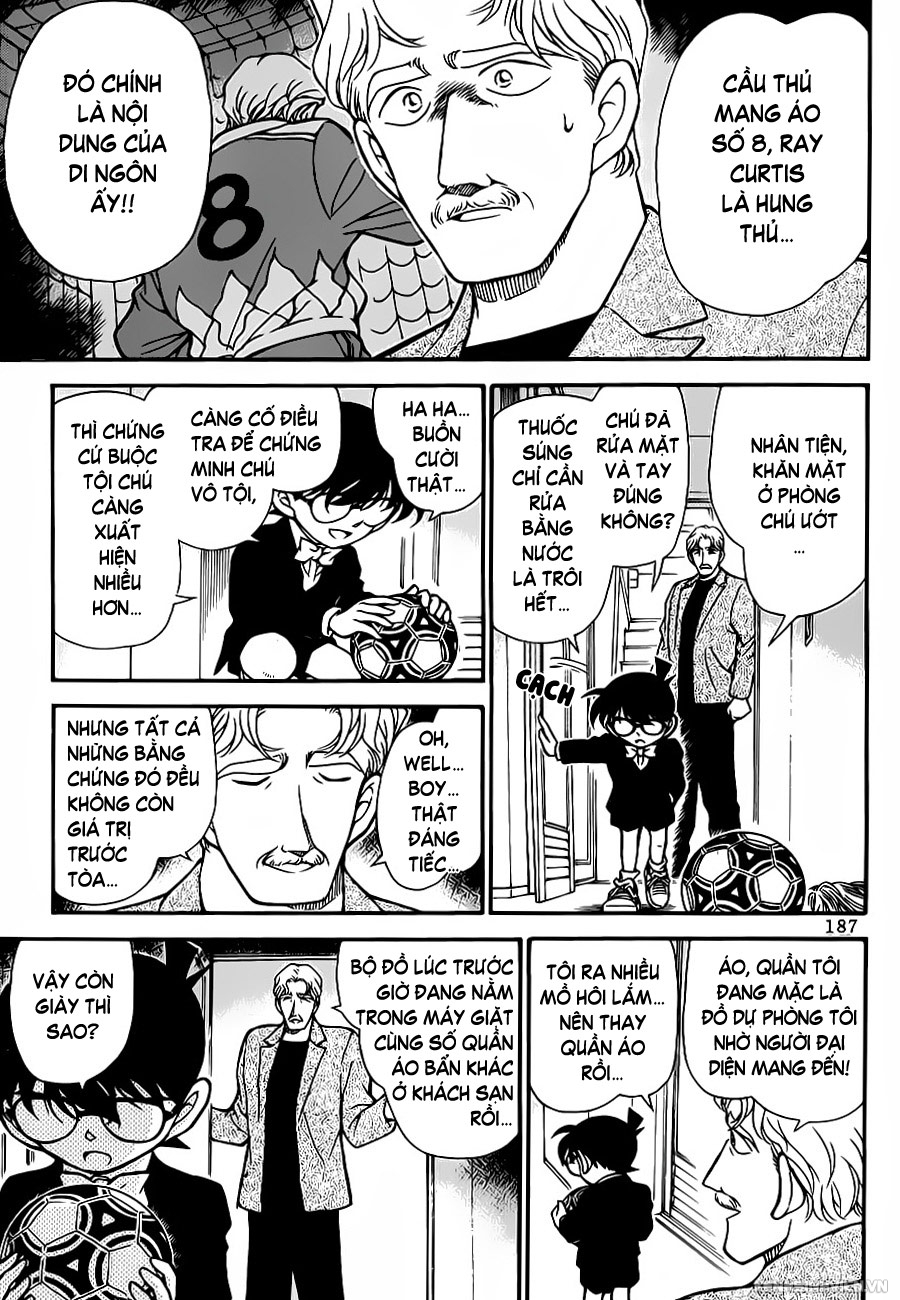 CẦU THỦ
MANG ÁO
SỐ 8, RAY
CURTIS
LÀ HUNG
THỦ...
ĐÓ CHÍNH
LÀ NỘI
DUNG CỦA
DI NGÔN
ẤY!!
8
NHÂN TIỆN,
KHĂN MẶT
Ở PHÒNG
CHÚ ƯỚT
...
CHÚ ĐÃ
RỬA MẶT
VÀ TAY
ĐÚNG
KHÔNG?
THUỐC
SÚNG
CHỈ CẦN
RỬA
BẰNG
NƯỚC
LÀ TRÔI
HẾT...
CẠCH
HA HA...
BUỒN
CƯỜI
THẬT...
CÀNG CỐ ĐIỀU
TRA ĐỂ CHỨNG
MINH CHÚ
VÔ TỘI,
THÌ CHỨNG
CỨ BUỘC
TỘI CHÚ
CÀNG
XUẤT
HIỆN
NHIỀU
HƠN...
OH,
WELL...
BOY...
THẬT
ĐÁNG
TIẾC...
NHƯNG TẤT CẢ
NHỮNG BẰNG
CHỨNG ĐÓ ĐỀU
KHÔNG CÒN
GIÁ TRỊ
TRƯỚC
TÒA...
187
ÁO, QUẦN TÔI
ĐANG MẶC LÀ
ĐỒ DỰ PHÒNG TÔI
NHỜ NGƯỜI ĐẠI
DIỆN MANG ĐẾN!
TÔI RA NHIỀU
MỒ HÔI LẮM...
NÊN THAY
QUẦN ÁO
RỒI...
BỘ ĐỒ LÚC TRƯỚC
GIỜ ĐANG NẰM
TRONG MÁY GIẶT
CÙNG SỐ QUẦN
ÁO BẨN KHÁC
Ở KHÁCH SẠN
RỒI...
VẬY CÒN
GIÀY THÌ
SAO?